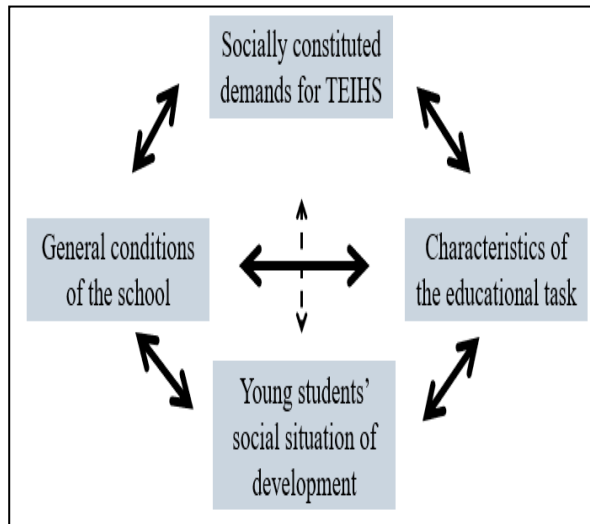 Socially constituted
demands for TEIHS
General conditions
of the school
Characteristics of
the educational task
Young students’
social situation of
development